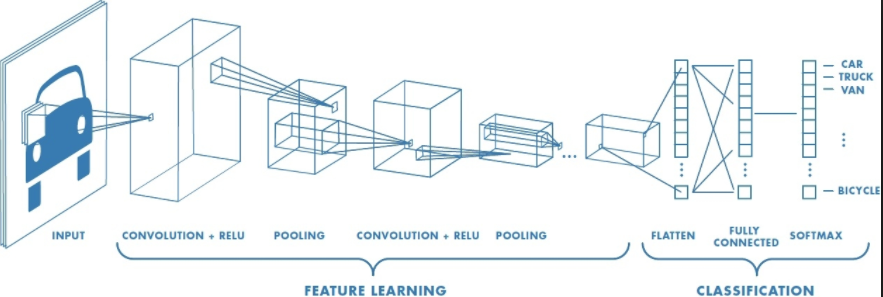 CAR
TRUCK
VAN
BICYCLE
INPUT
CONVOLUTION + RELU
POOLING
CONVOLUTION + RELU
POOLING
FLATTEN
FULLY
CONNECTED
SOFTMAX
FEATURE LEARNING
CLASSIFICATION